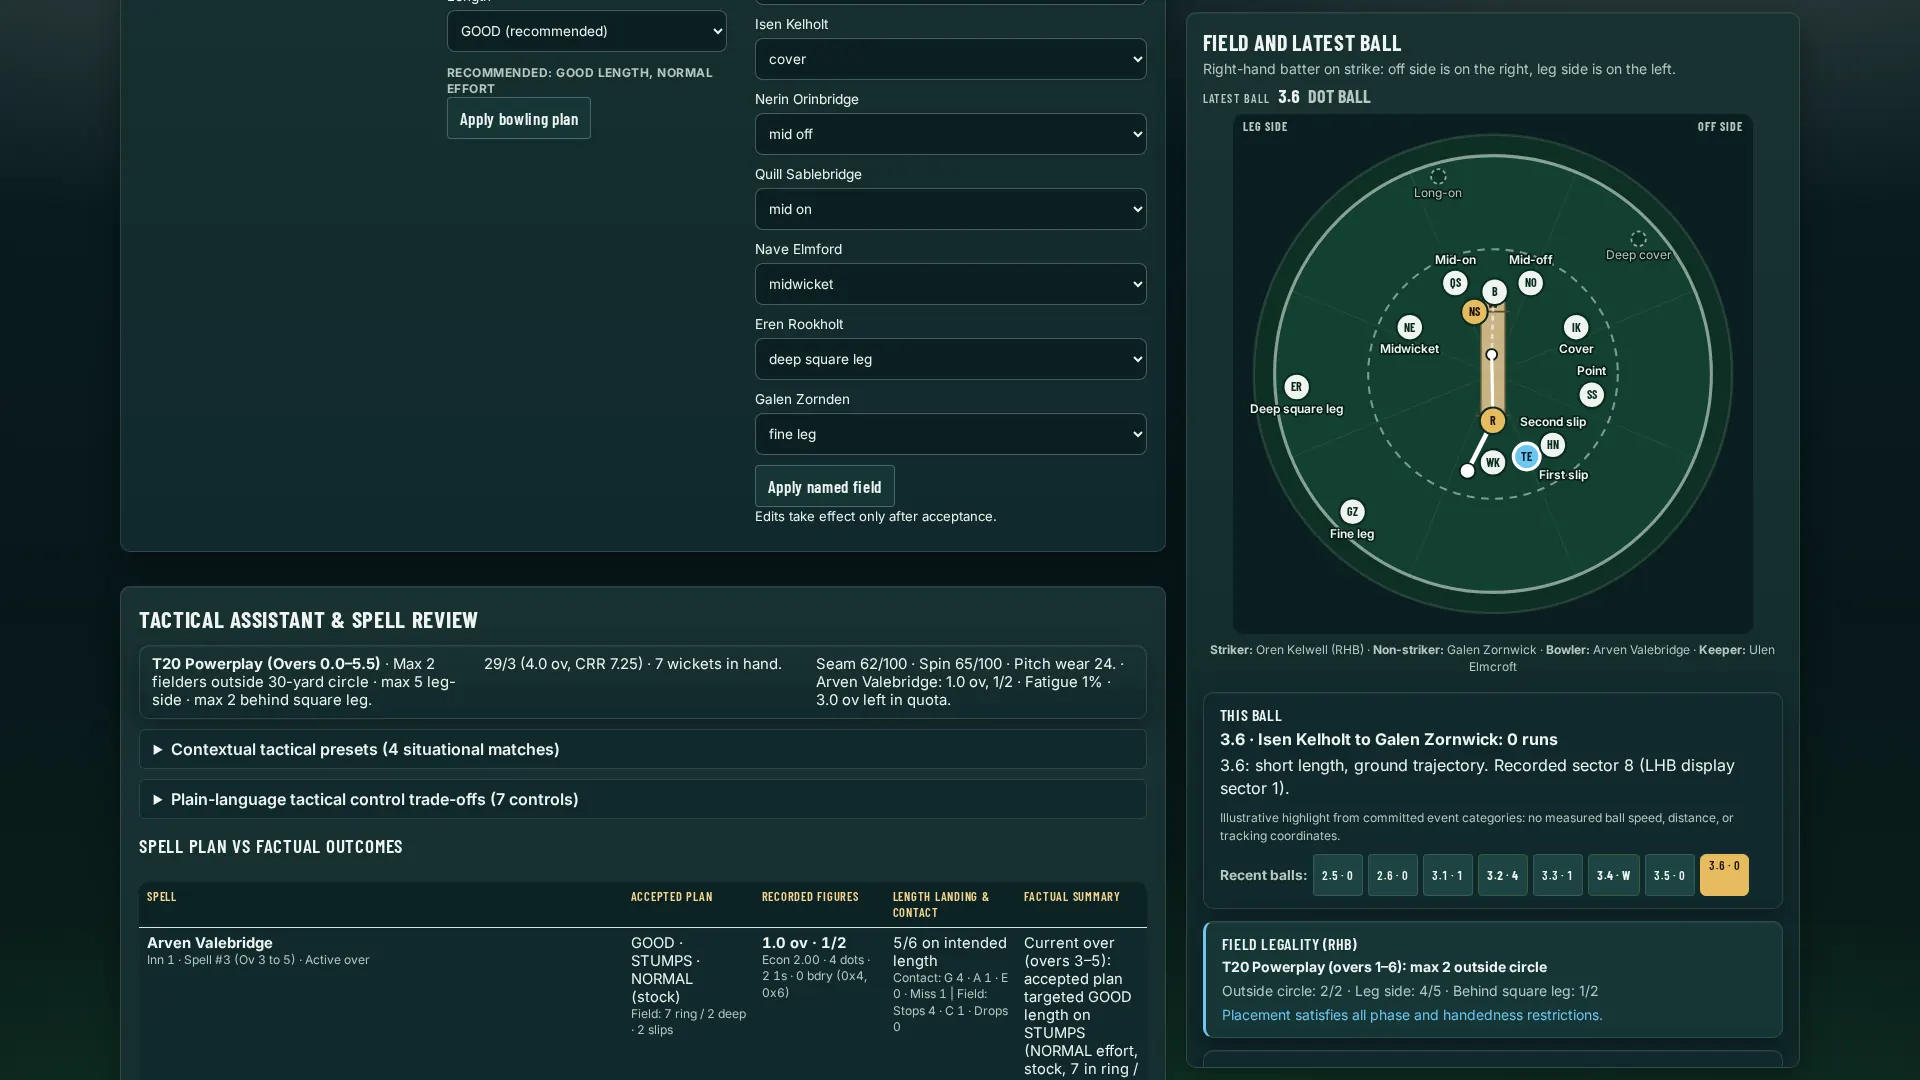 GOOD (recommended)
RECOMMENDED: GOOD LENGTH, NORMAL
EFFORT
Apply bowling plan
Isen Kelholt
cover
Nerin Orinbridge
mid off
Quill Sablebridge
mid on
Nave Elmford
midwicket
Eren Rookholt
deep square leg
Galen Zornden
fine leg
Apply named field
Edits take effect only after acceptance.
TACTICAL ASSISTANT & SPELL REVIEW
T20 Powerplay (Overs 0.0–5.5) · Max 2
fielders outside 30-yard circle · max 5 leg-
side · max 2 behind square leg.
29/3 (4.0 ov, CRR 7.25) · 7 wickets in hand.
Seam 62/100 · Spin 65/100 · Pitch wear 24. ·
Arven Valebridge: 1.0 ov, 1/2 · Fatigue 1% ·
3.0 ov left in quota.
Contextual tactical presets (4 situational matches)
Plain-language tactical control trade-offs (7 controls)
SPELL PLAN VS FACTUAL OUTCOMES
SPELL
ACCEPTED PLAN
RECORDED FIGURES
LENGTH LANDING &
CONTACT
FACTUAL SUMMARY
Arven Valebridge
Inn 1 · Spell #3 (Ov 3 to 5) · Active over
GOOD ·
STUMPS ·
NORMAL
(stock)
Field: 7 ring / 2 deep
· 2 slips
1.0 ov · 1/2
Econ 2.00 · 4 dots ·
2 1s · 0 bdry (0x4,
0x6)
5/6 on intended
length
Contact: G 4 · A 1 · E
0 · Miss 1 | Field:
Stops 4 · C 1 · Drops
0
Current over
(overs 3–5):
accepted plan
targeted GOOD
length on
STUMPS
(NORMAL effort,
stock, 7 in ring /
FIELD AND LATEST BALL
Right-hand batter on strike: off side is on the right, leg side is on the left.
LATEST BALL 3.6 DOT BALL
LEG SIDE
OFF SIDE
Long-on
Deep cover
Mid-on
Mid-off
QS
B
NO
NS
NE
IK
Midwicket
Cover
Point
ER
SS
Deep square leg
R
Second slip
HN
TE
WK
First slip
GZ
Fine leg
Striker: Oren Kelwell (RHB) · Non-striker: Galen Zornwick · Bowler: Arven Valebridge · Keeper: Ulen
Elmcroft
THIS BALL
3.6 · Isen Kelholt to Galen Zornwick: 0 runs
3.6: short length, ground trajectory. Recorded sector 8 (LHB display
sector 1).
Illustrative highlight from committed event categories: no measured ball speed, distance, or
tracking coordinates.
Recent balls: 2.5 · 0 2.6 · 0 3.1 · 1 3.2 · 4 3.3 · 1 3.4 · W 3.5 · 0 3.6 · 0
FIELD LEGALITY (RHB)
T20 Powerplay (overs 1–6): max 2 outside circle
Outside circle: 2/2 · Leg side: 4/5 · Behind square leg: 1/2
Placement satisfies all phase and handedness restrictions.